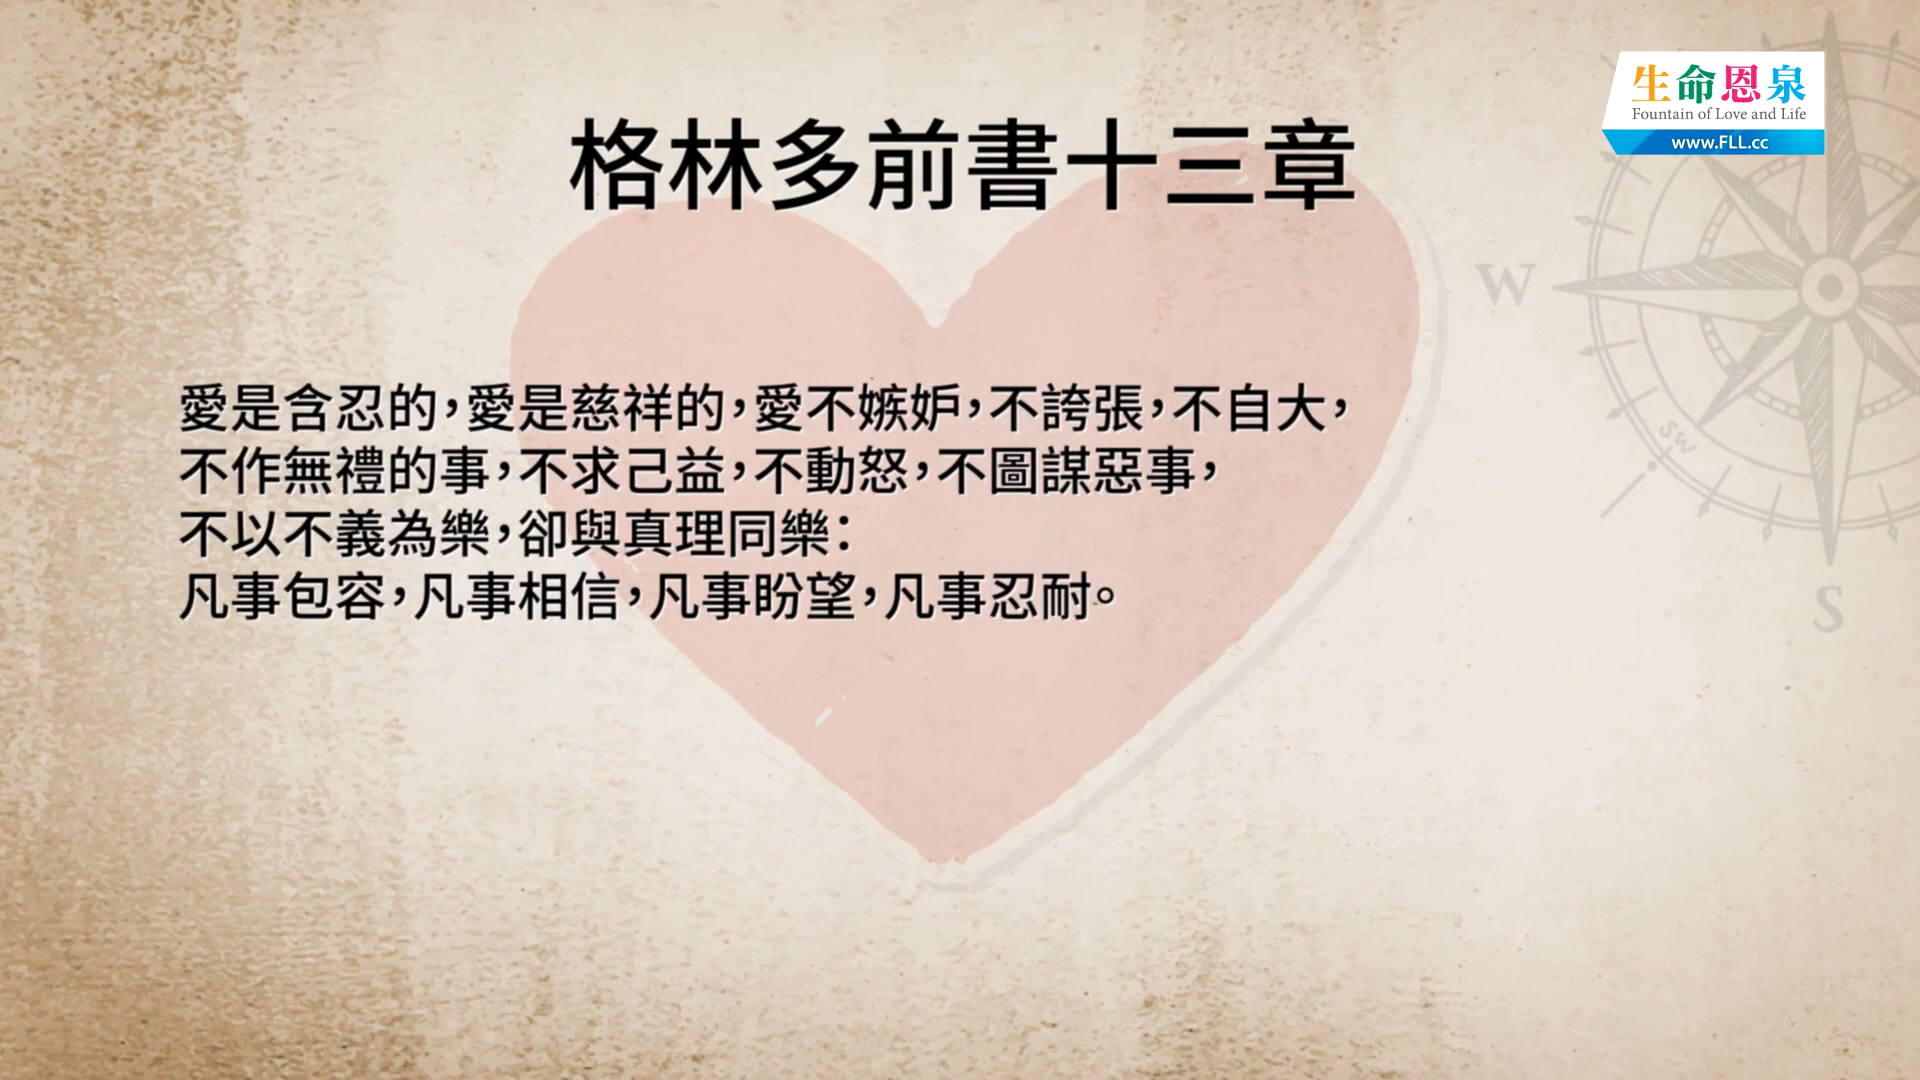 生命恩泉
Fountain of Love and Life
www.FLL.cc
格林多前書十三章
愛是含忍的，愛是慈祥的，愛不嫉妒，不誇張，不自大，
不作無禮的事，不求己益，不動怒，不圖謀惡事，
不以不義為樂，卻與真理同樂：
凡事包容，凡事相信，凡事盼望，凡事忍耐。
W
SW
S